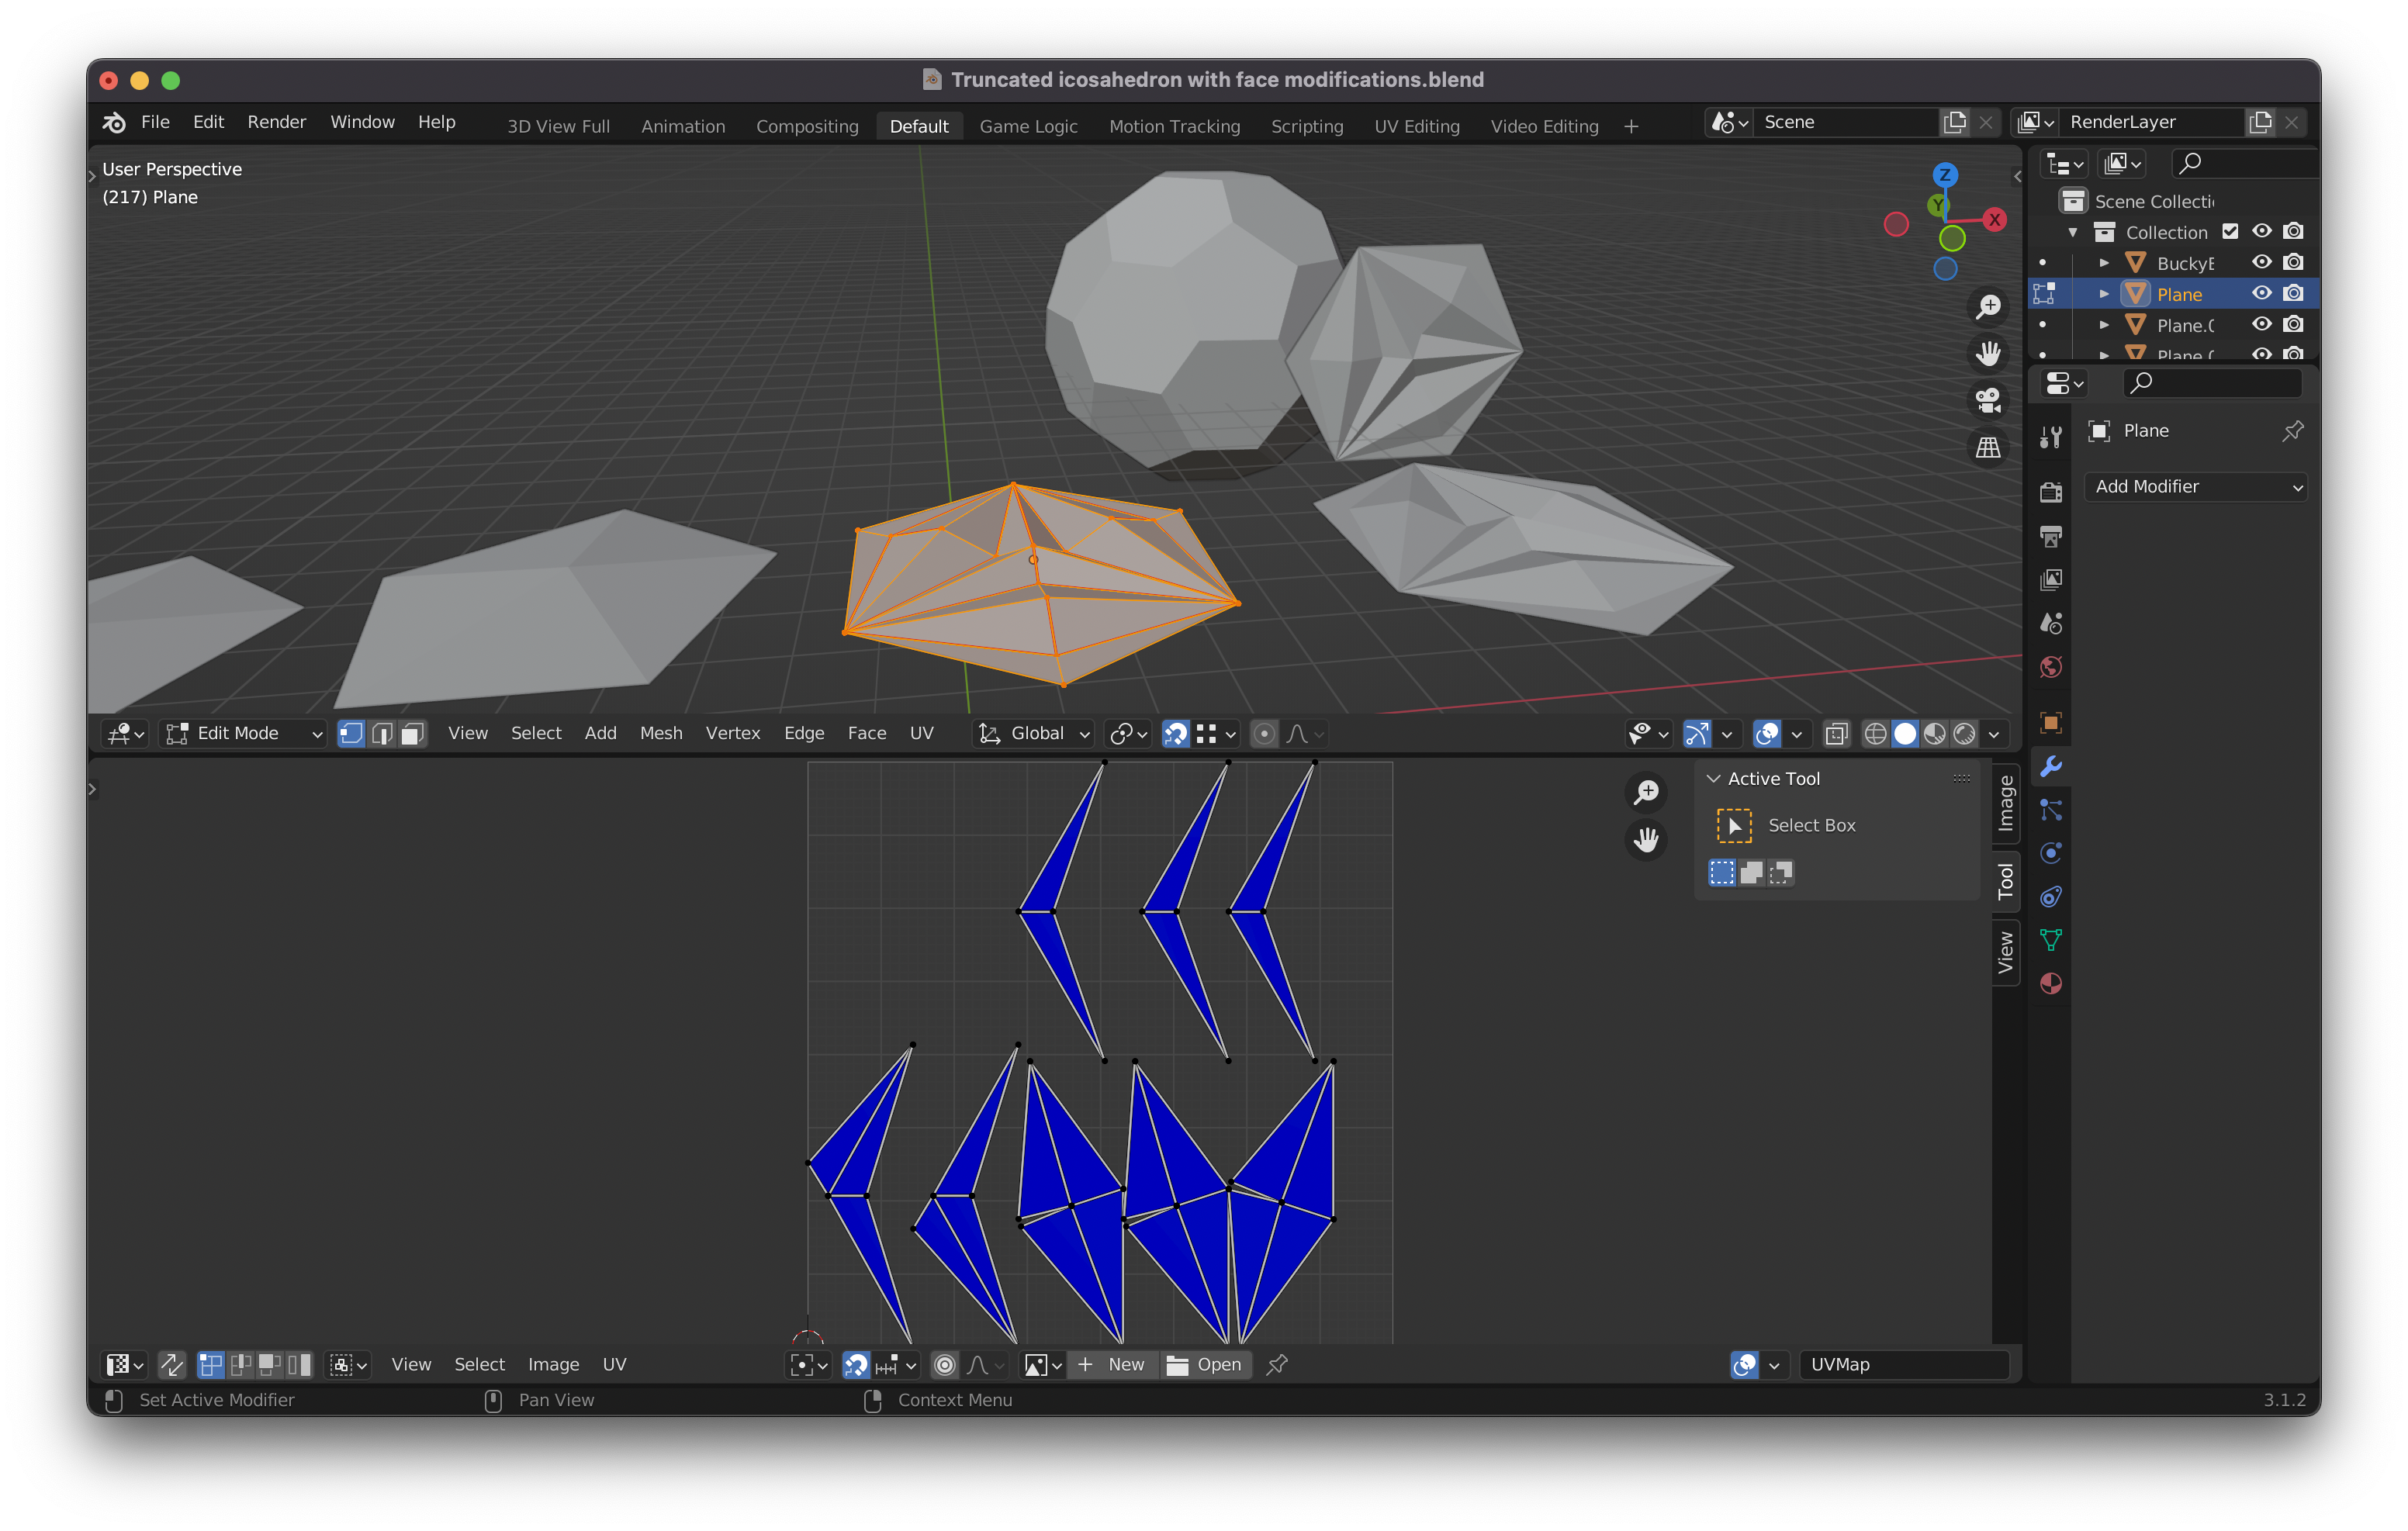 Truncated icosahedron with face modifications.blend
File Edit Render Window Help 3D View Full Animation Compositing Default Game Logic Motion Tracking Scripting UV Editing Video Editing + Scene RenderLayer
User Perspective
(217) Plane
Z
Y
X
Scene Collecti
Collection
BuckyB
Plane
Plane.0
Plane.0
Plane
Add Modifier
Edit Mode View Select Add Mesh Vertex Edge Face UV Global
Active Tool
Select Box
Image
Tool
View
View Select Image UV New Open UVMap
Set Active Modifier Pan View Context Menu 3.1.2